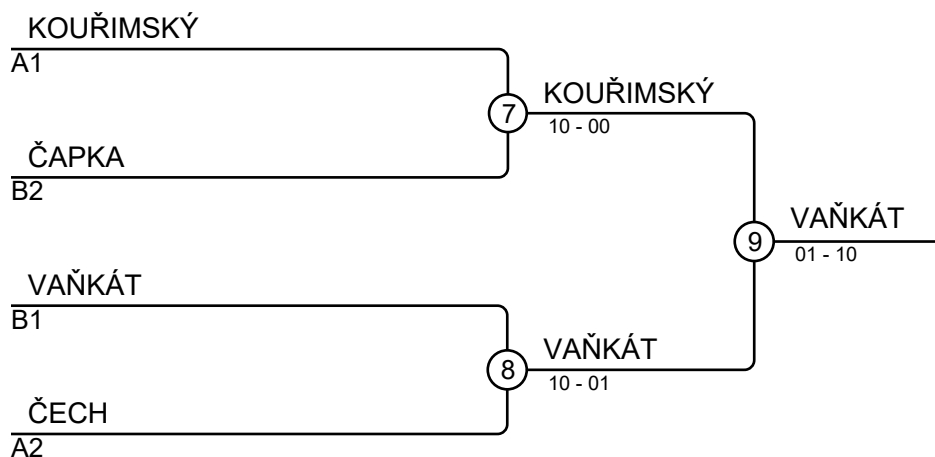 KOUŘIMSKÝ
A1
7
KOUŘIMSKÝ
10 - 00
ČAPKA
B2
9
VAŇKÁT
01 - 10
VAŇKÁT
B1
8
VAŇKÁT
10 - 01
ČECH
A2